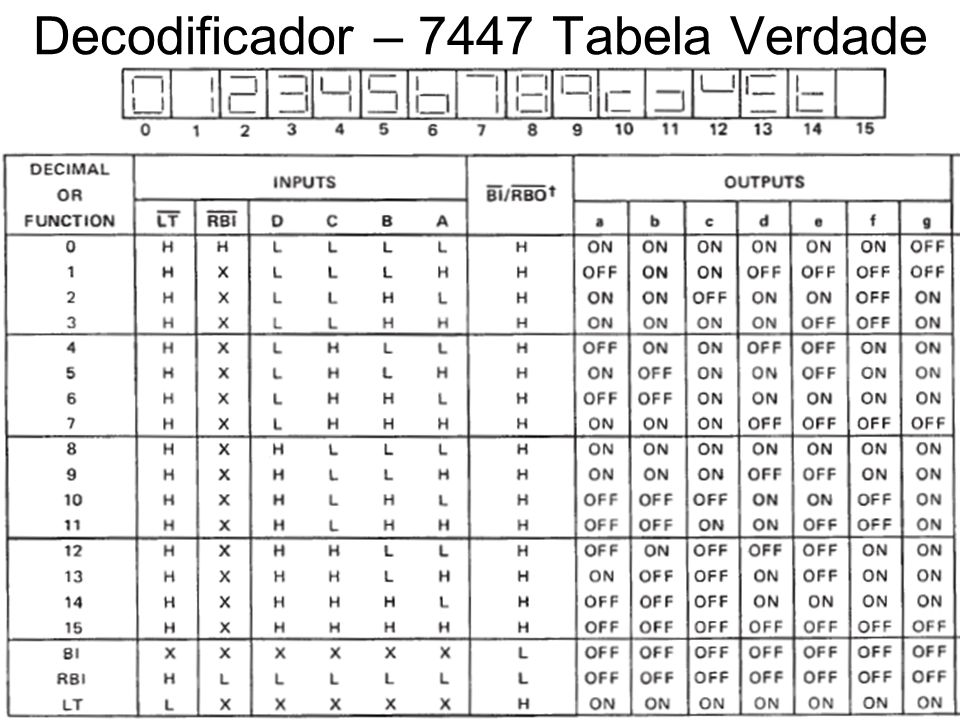 Decodificador – 7447 Tabela Verdade
0 1 2 3 4 5 6 7 8 9 10 11 12 13 14 15
DECIMAL OR FUNCTION INPUTS BI/RBO† OUTPUTS
LT RBI D C B A a b c d e f g
0 H H L L L L H ON ON ON ON ON ON OFF
1 H X L L L H H OFF ON ON OFF OFF OFF OFF
2 H X L L H L H ON ON OFF ON ON OFF ON
3 H X L L H H H ON ON ON ON OFF OFF ON
4 H X L H L L H OFF ON ON OFF OFF ON ON
5 H X L H L H H ON OFF ON ON OFF ON ON
6 H X L H H L H OFF OFF ON ON ON ON ON
7 H X L H H H H ON ON ON OFF OFF OFF OFF
8 H X H L L L H ON ON ON ON ON ON ON
9 H X H L L H H ON ON ON OFF OFF ON ON
10 H X H L H L H OFF OFF OFF ON ON OFF ON
11 H X H L H H H OFF OFF ON ON OFF OFF ON
12 H X H H L L H OFF ON OFF OFF OFF ON ON
13 H X H H L H H ON OFF OFF ON OFF ON ON
14 H X H H H L H OFF OFF OFF ON ON ON ON
15 H X H H H H H OFF OFF OFF OFF OFF OFF OFF
BI X X X X X X L OFF OFF OFF OFF OFF OFF OFF
RBI H L L L L L L OFF OFF OFF OFF OFF OFF OFF
LT L X X X X X H ON ON ON ON ON ON ON